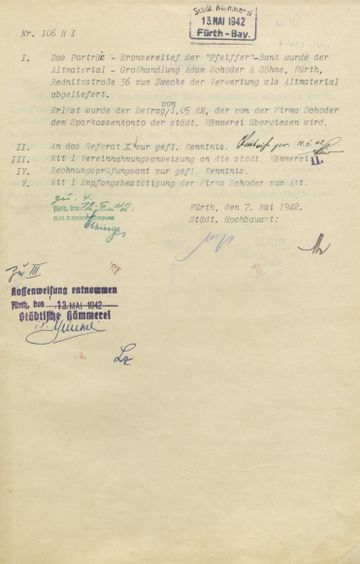 Städt. Kämmerei
13. MAI 1942
Fürth-Bay.
Nr. 106 H I
I. Das Porträt - Bronzerelief der "Pfeiffer"-Bank wurde der
Altmaterial - Großhandlung Adam Schoder & Söhne, Fürth,
Rednitzstraße 36 zum Zwecke der Verwertung als Altmaterial
abgeliefert.
von
Erlöst wurde der Betrag/1,05 RM, der von der Firma Schoder
dem Sparkassenkonto der städt. Kämmerei überwiesen wird.
II. An das Referat V zur gefl. Kenntnis.
III. Mit 1 Vereinnahmungsanweisung an die städt. Kämmerei
II.
IV. Rechnungsprüfungsamt zur gefl. Kenntnis.
V. Mit 1 Empfangsbestätigung der Firma Schoder zum Akt.
Fürth, den
Fürth, den 7. Mai 1942.
Städt. Hochbauamt:
Zu III
Kassenweisung entnommen
Fürth, den 13. MAI 1942
Städtische Kämmerei